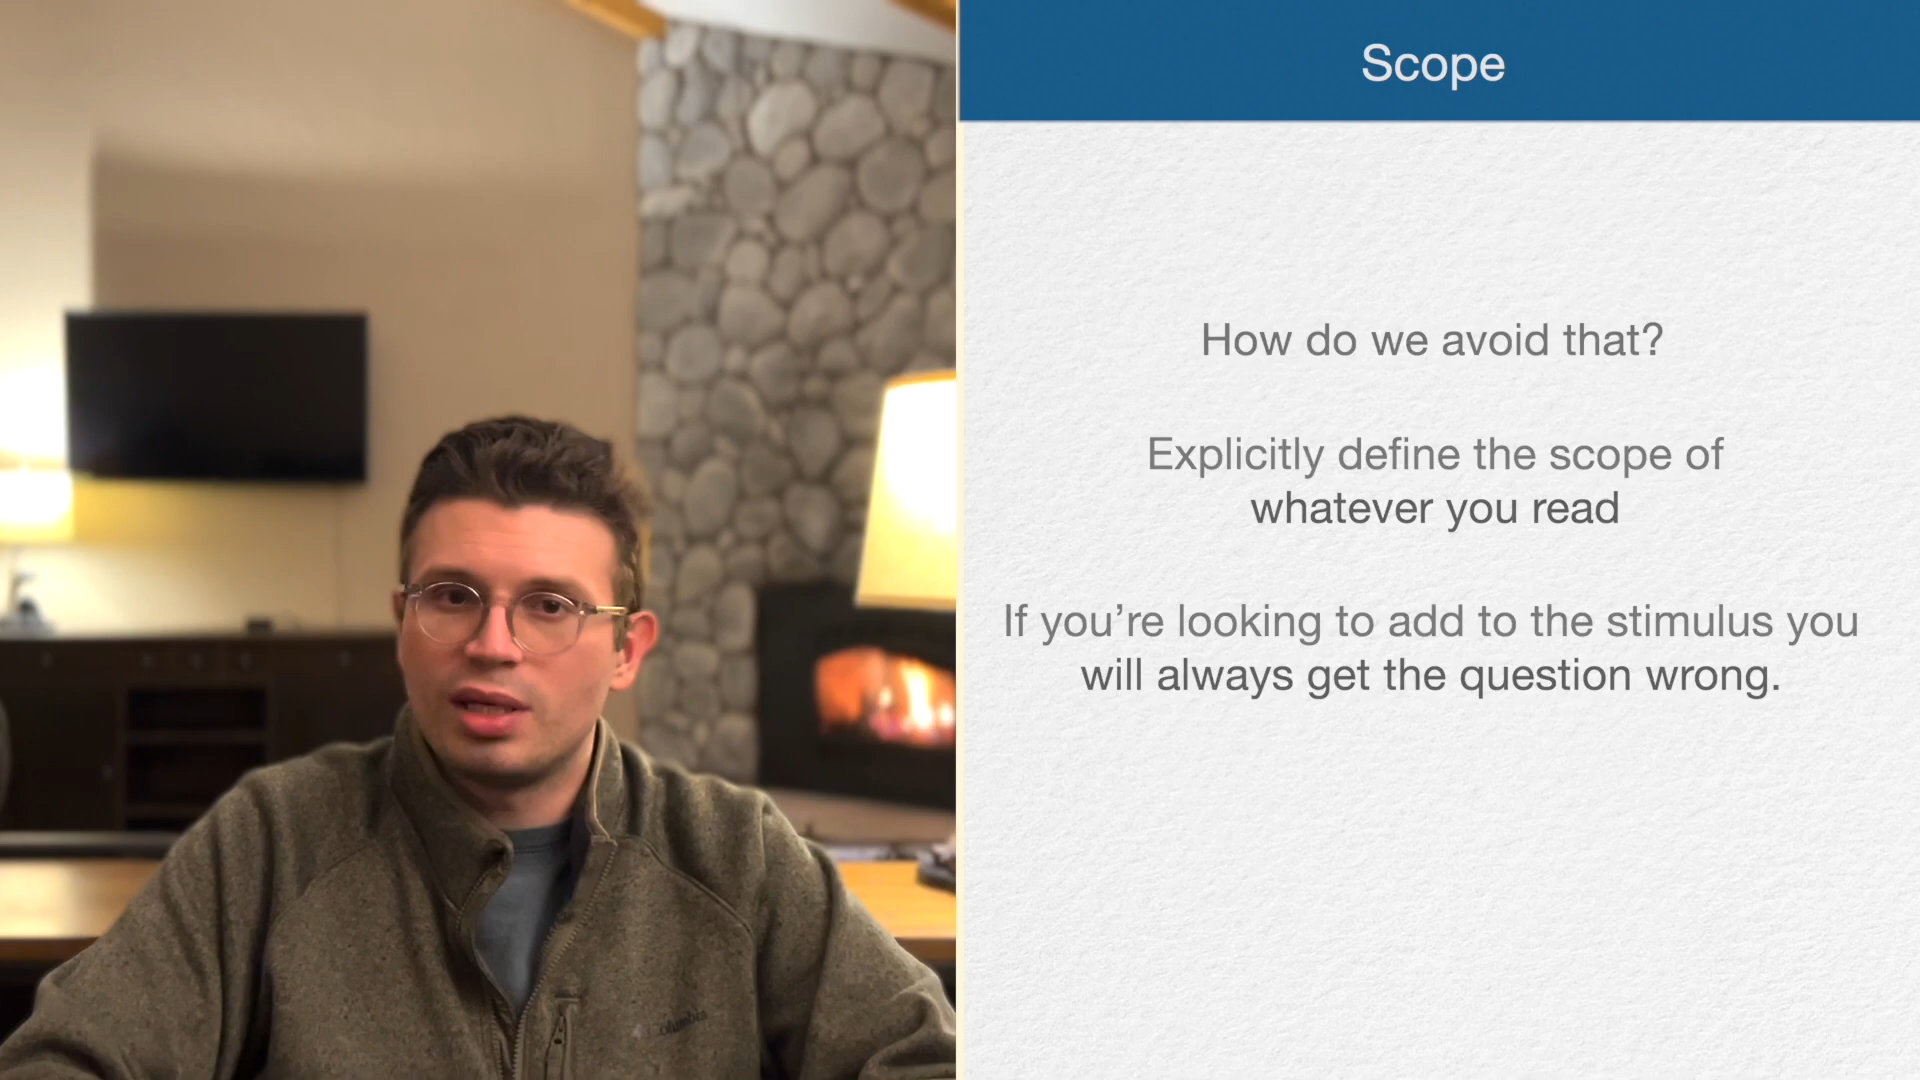 Scope
How do we avoid that?
Explicitly define the scope of
whatever you read
If you’re looking to add to the stimulus you
will always get the question wrong.
Columbia